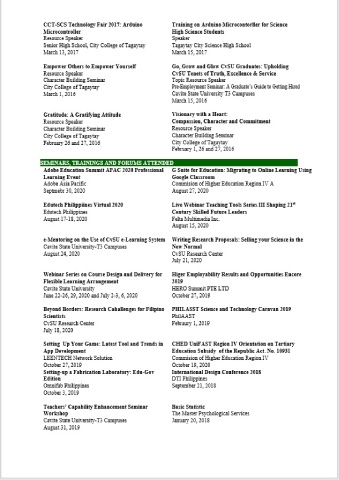 CCT-SCS Technology Fair 2017: Arduino
Microcontroller
Resource Speaker
Senior High School, City College of Tagaytay
March 13, 2017
Empower Others to Empower Yourself
Resource Speaker
Character Building Seminar
City College of Tagaytay
March 1, 2016
Gratitude: A Gratifying Attitude
Resource Speaker
Character Building Seminar
City College of Tagaytay
February 26 and 27, 2016
Training on Arduino Microcontroller for Science
High Science Students
Speaker
Tagaytay City Science High School
March 15, 2016
Go, Grow and Glow CvSU Graduates: Upholding
CvSU Tenets of Truth, Excellence & Service
Topic Resource Speaker
Pre-Employment Seminar: A Graduate's Guide to Getting Hired
Cavite State University T3 Campuses
March 15, 2016
Visionary with a Heart:
Compassion, Character and Commitment
Resource Speaker
Character Building Seminar
City College of Tagaytay
February 1, 26 and 27, 2016
SEMINARS, TRAININGS AND FORUMS ATTENDED
Adobe Education Summit APAC 2020 Professional
Learning Event
Adobe Asia Pacific
September 30, 2020
Edutech Philippines Virtual 2020
Edutech Philippines
August 17-18, 2020
e-Mentoring on the Use of CvSU e-Learning System
Cavite State University-T3 Campuses
August 24, 2020
Webinar Series on Course Design and Delivery for
Flexible Learning Arrangement
Cavite State University
June 22-26, 29, 2020 and July 2-3, 6, 2020
Beyond Borders: Research Challenges for Filipino
Scientists
CvSU Research Center
July 18, 2020
Setting Up Your Game: Latest Tool and Trends in
App Development
LEENTECH Network Solution
October 27, 2019
Setting-up a Fabrication Laboratory: Edu-Gov
Edition
Omnifab Philippines
October 3, 2019
Teachers' Capability Enhancement Seminar
Workshop
Cavite State University-T3 Campuses
August 31, 2019
G Suite for Education: Migrating to Online Learning Using
Google Classroom
Commision of Higher Education Region IV A
August 27, 2020
Live Webinar Teaching Tools Series III Shaping 21st
Century Skilled Future Leaders
Felta Multimedia Inc.
August 15, 2020
Writing Research Proposals: Selling your Science in the
New Normal
CvSU Research Center
July 21, 2020
Higer Employability Results and Opportunities Encore
2019
HERO Summit PTE LTD
October 27, 2019
PHILAAST Science and Technology Caravan 2019
PhilAAST
February 1, 2019
CHED UniFAST Region IV Orientation on Tertiary
Education Subsidy of the Republic Act. No. 10931
Commission of Higher Education Region IV
October 19, 2020
International Design Conference 2018
DTI Philippines
September 21, 2018
Basic Statistic
The Master Psychological Services
January 20, 2018